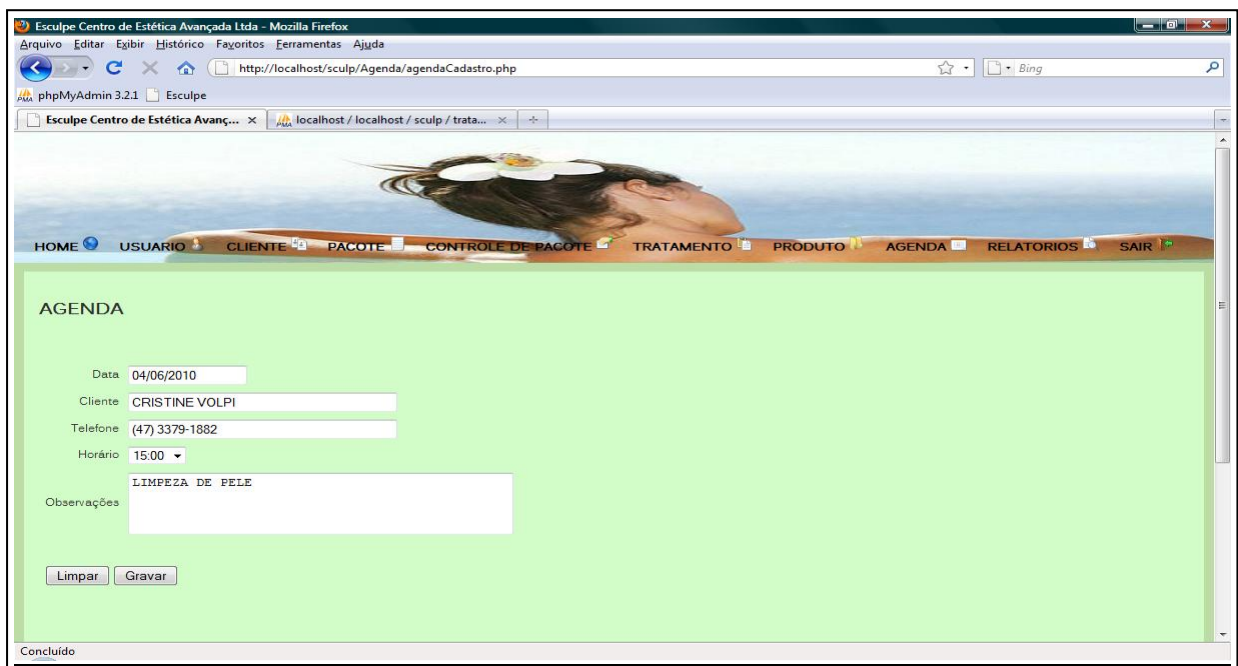 Esculpe Centro de Estética Avançada Ltda - Mozilla Firefox
Arquivo Editar Exibir Histórico Favoritos Ferramentas Ajuda
http://localhost/sculp/Agenda/agendaCadastro.php
Bing
PMA phpMyAdmin 3.2.1 Esculpe
Esculpe Centro de Estética Avanç... PMA localhost / localhost / sculp / trata...
HOME USUARIO CLIENTE PACOTE CONTROLE DE PACOTE TRATAMENTO PRODUTO AGENDA RELATORIOS SAIR
AGENDA
Data 04/06/2010
Cliente CRISTINE VOLPI
Telefone (47) 3379-1882
Horário 15:00
Observações LIMPEZA DE PELE
Limpar Gravar
Concluído